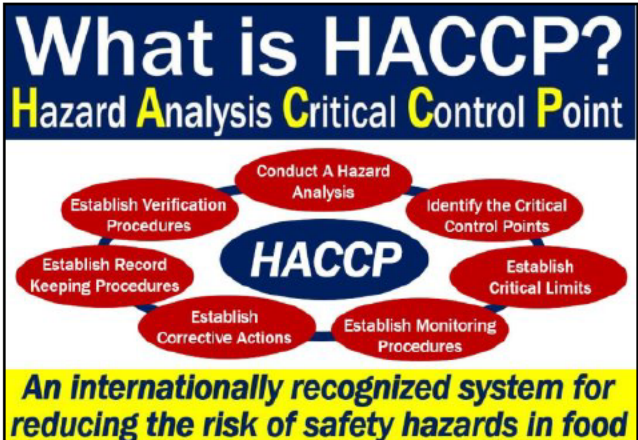 What is HACCP?
Hazard Analysis Critical Control Point
Conduct A Hazard
Analysis
Identify the Critical
Control Points
Establish
Critical Limits
Establish Monitoring
Procedures
Establish
Corrective Actions
Establish Record
Keeping Procedures
Establish Verification
Procedures
HACCP
An internationally recognized system for
reducing the risk of safety hazards in food